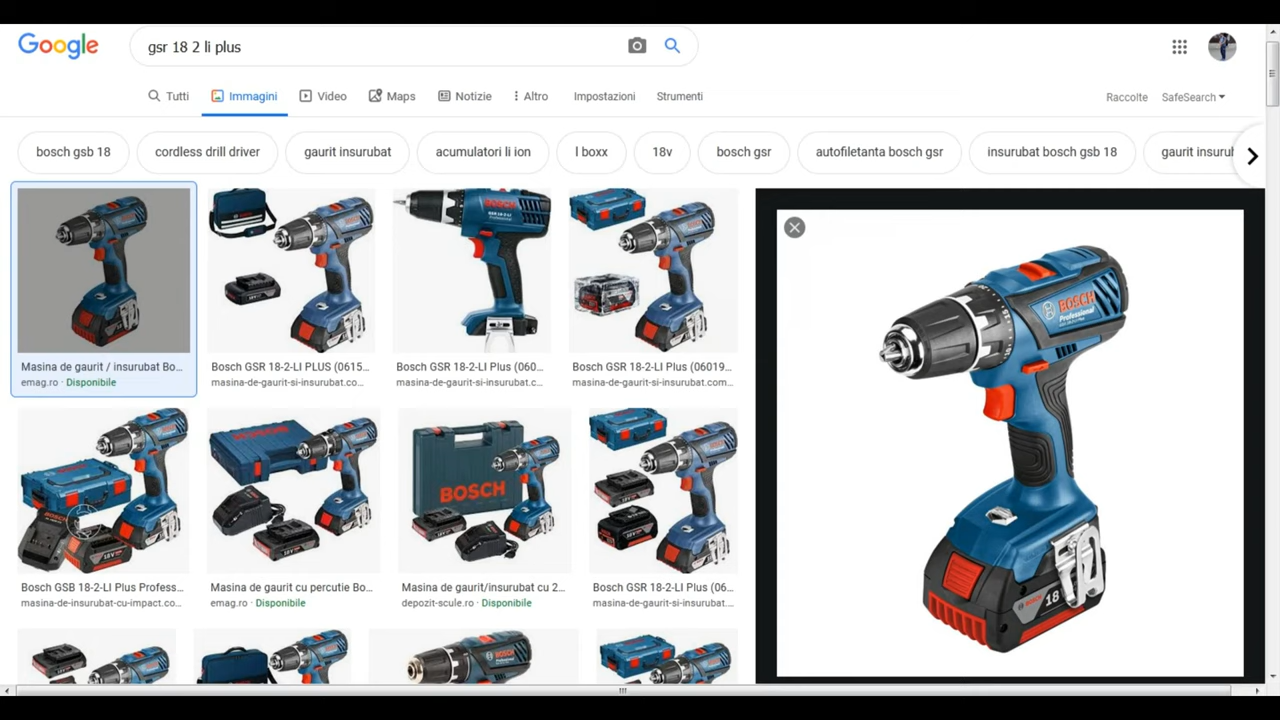 Google
gsr 18 2 li plus
Tutti
Immagini
Video
Maps
Notizie
Altro
Impostazioni
Strumenti
Raccolte
SafeSearch
bosch gsb 18
cordless drill driver
gaurit insurubat
acumulatori li ion
l boxx
18v
bosch gsr
autofiletanta bosch gsr
insurubat bosch gsb 18
gaurit insurub
Masina de gaurit / insurubat Bo...
emag.ro · Disponibile
Bosch GSR 18-2-LI PLUS (0615...
masina-de-gaurit-si-insurubat.co...
Bosch GSR 18-2-LI Plus (060...
masina-de-gaurit-si-insurubat.c...
Bosch GSR 18-2-LI Plus (06019...
masina-de-gaurit-si-insurubat.com...
BOSCH
Professional
BOSCH
18
BOSCH
Bosch GSB 18-2-LI Plus Profess...
masina-de-insurubat-cu-impact.co...
Masina de gaurit cu percutie Bo...
emag.ro · Disponibile
Masina de gaurit/insurubat cu 2...
depozit-scule.ro · Disponibile
Bosch GSR 18-2-LI Plus (06...
masina-de-gaurit-si-insurubat....